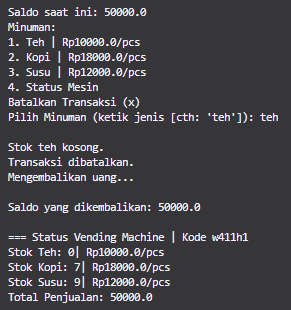 Saldo saat ini: 50000.0
Minuman:
1. Teh | Rp10000.0/pcs
2. Kopi | Rp18000.0/pcs
3. Susu | Rp12000.0/pcs
4. Status Mesin
Batalkan Transaksi (x)
Pilih Minuman (ketik jenis [cth: 'teh']): teh
Stok teh kosong.
Transaksi dibatalkan.
Mengembalikan uang...
Saldo yang dikembalikan: 50000.0
=== Status Vending Machine | Kode w411h1
Stok Teh: 0| Rp10000.0/pcs
Stok Kopi: 7| Rp18000.0/pcs
Stok Susu: 9| Rp12000.0/pcs
Total Penjualan: 50000.0